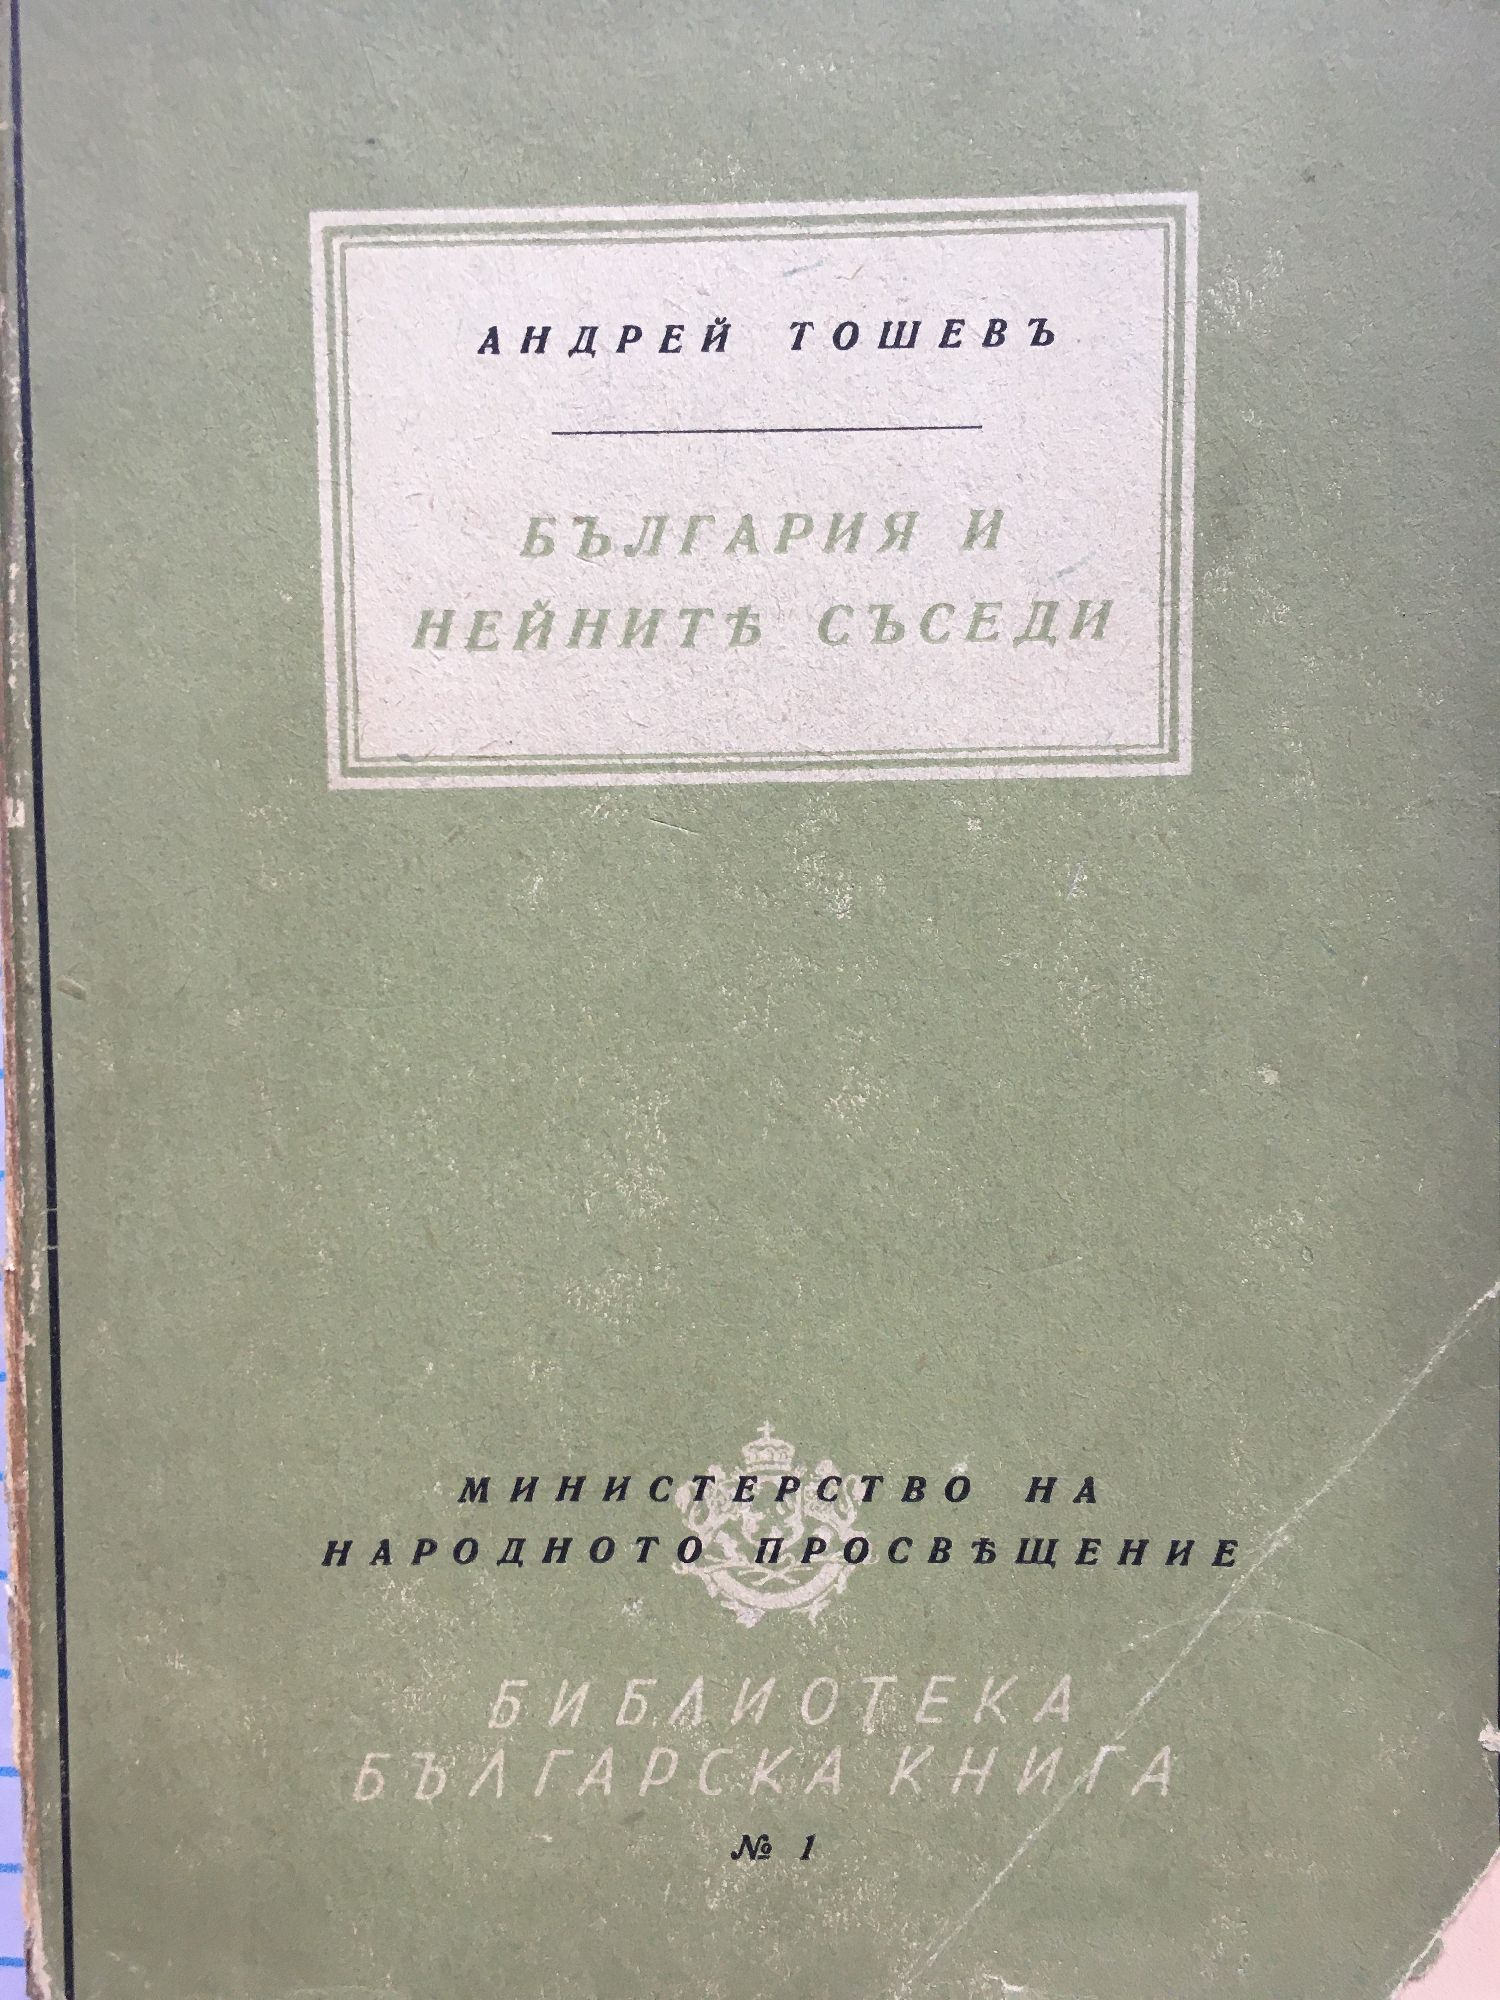 АНДРЕЙ ТОШЕВЪ
БЪЛГАРИЯ И
НЕЙНИТѢ СЪСЕДИ
МИНИСТЕРСТВО НА
НАРОДНОТО ПРОСВѢЩЕНИЕ
БИБЛИОТЕКА
БЪЛГАРСКА КНИГА
№ 1